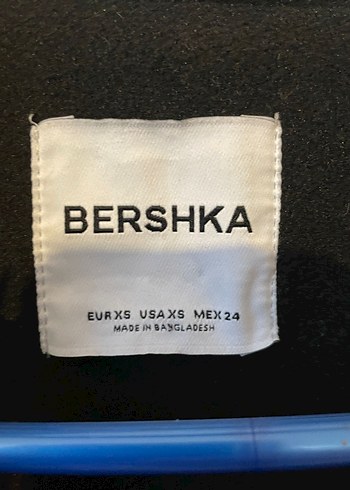 BERSHKA
EUR XS USA XS MEX 24
MADE IN BANGLADESH